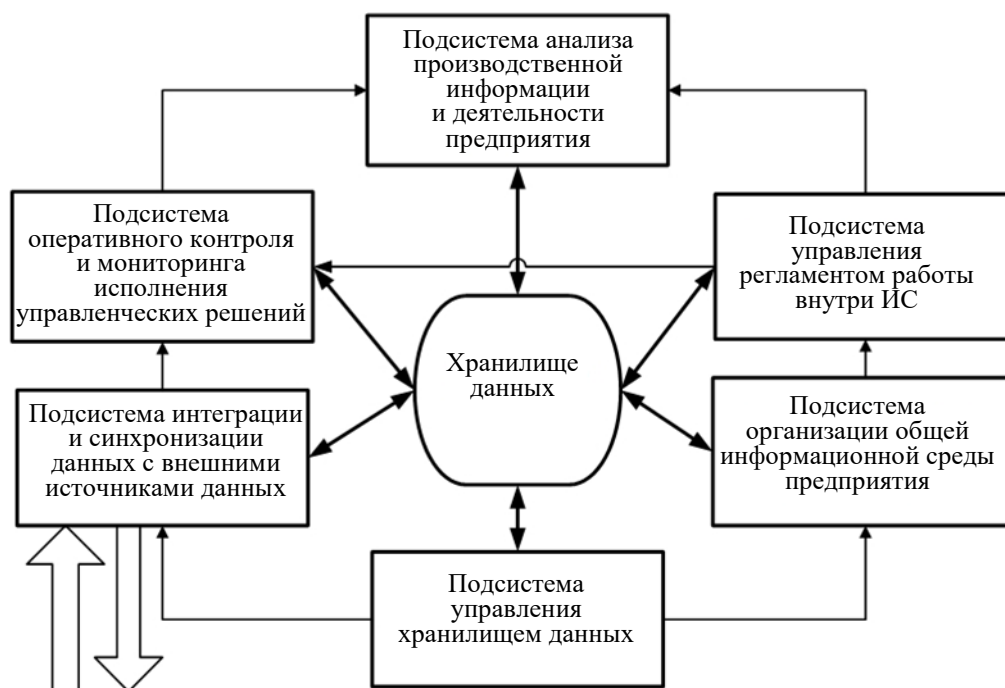 Подсистема анализа
производственной
информации
и деятельности
предприятия
Подсистема
оперативного контроля
и мониторинга
исполнения
управленческих решений
Подсистема
управления
регламентом работы
внутри ИС
Хранилище
данных
Подсистема интеграции
и синхронизации
данных с внешними
источниками данных
Подсистема
организации общей
информационной среды
предприятия
Подсистема
управления
хранилищем данных